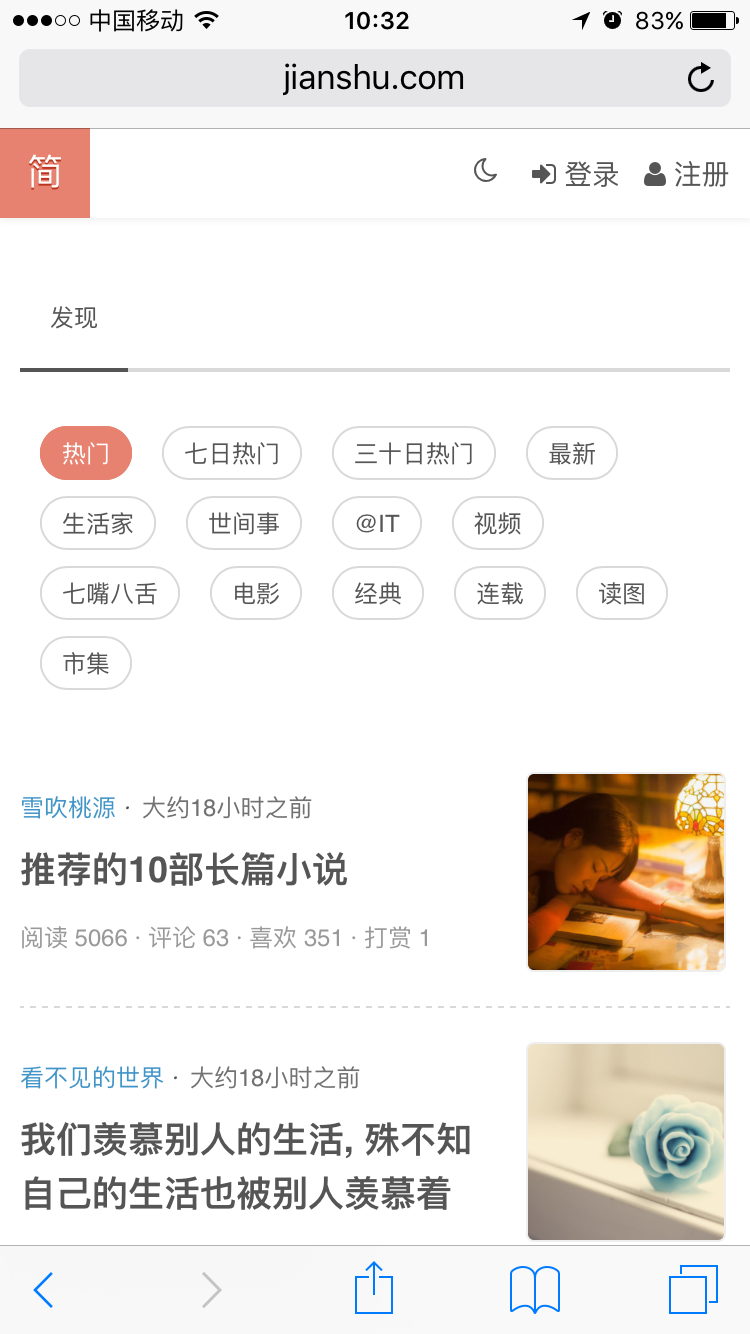 中国移动 10:32 83%
jianshu.com
简 登录 注册
发现
热门 七日热门 三十日热门 最新
生活家 世间事 @IT 视频
七嘴八舌 电影 经典 连载 读图
市集
雪吹桃源 · 大约18小时之前
推荐的10部长篇小说
阅读 5066 · 评论 63 · 喜欢 351 · 打赏 1
看不见的世界 · 大约18小时之前
我们羡慕别人的生活, 殊不知
自己的生活也被别人羡慕着